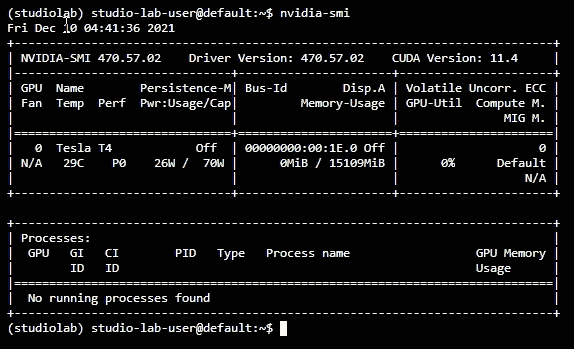 (studiolab) studio-lab-user@default:~$ nvidia-smi
Fri Dec 10 04:41:36 2021
+-----------------------------------------------------------------------------+
| NVIDIA-SMI 470.57.02    Driver Version: 470.57.02    CUDA Version: 11.4     |
|-------------------------------+----------------------+----------------------+
| GPU  Name        Persistence-M| Bus-Id        Disp.A | Volatile Uncorr. ECC |
| Fan  Temp  Perf  Pwr:Usage/Cap|         Memory-Usage | GPU-Util  Compute M. |
|                               |                      |               MIG M. |
|===============================+======================+======================|
|   0  Tesla T4            Off  | 00000000:00:1E.0 Off |                    0 |
| N/A   29C    P0    26W /  70W |      0MiB / 15109MiB |      0%      Default |
|                               |                      |                  N/A |
+-------------------------------+----------------------+----------------------+

+-----------------------------------------------------------------------------+
| Processes:                                                                  |
|  GPU   GI   CI        PID   Type   Process name                  GPU Memory |
|        ID   ID                                                   Usage      |
|=============================================================================|
|  No running processes found                                                 |
+-----------------------------------------------------------------------------+
(studiolab) studio-lab-user@default:~$